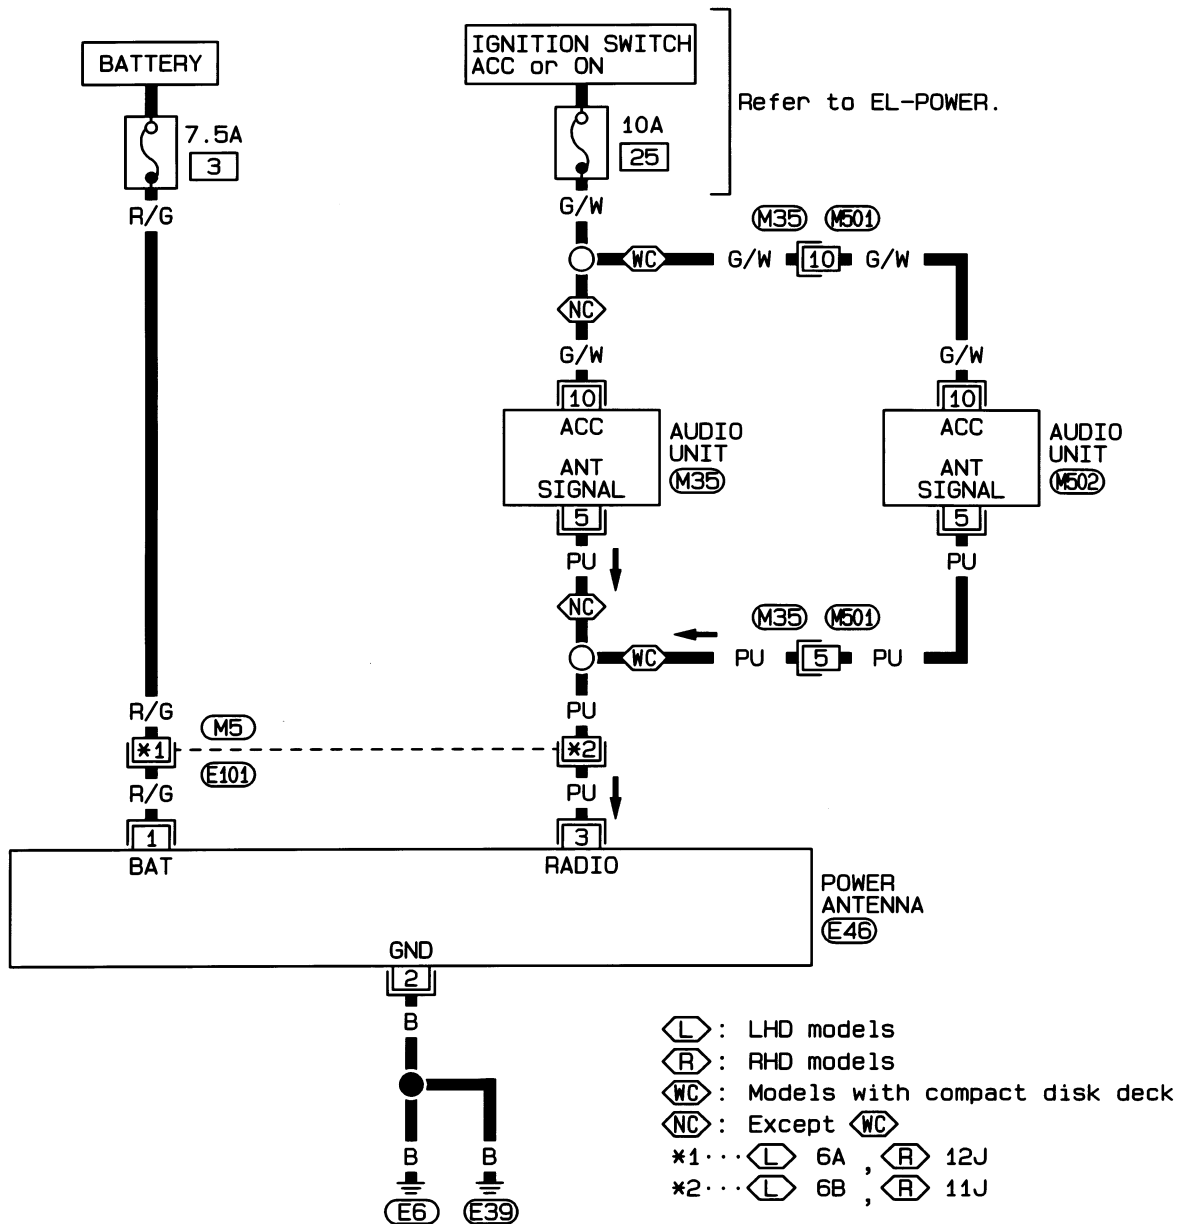 BATTERY
IGNITION SWITCH
ACC or ON
Refer to EL-POWER.
7.5A
3
10A
25
R/G
G/W
M35 M501
WC
G/W
10
G/W
NC
G/W
G/W
10
10
ACC
ANT
SIGNAL
AUDIO
UNIT
M35
ACC
ANT
SIGNAL
AUDIO
UNIT
M502
5
5
PU
PU
NC
M35 M501
WC
PU
5
PU
R/G
PU
M5
*1
*2
E101
R/G
PU
1
3
BAT
RADIO
POWER
ANTENNA
E46
GND
2
B
B
B
E6
E39
L : LHD models
R : RHD models
WC : Models with compact disk deck
NC : Except WC
*1··· L 6A , R 12J
*2··· L 6B , R 11J